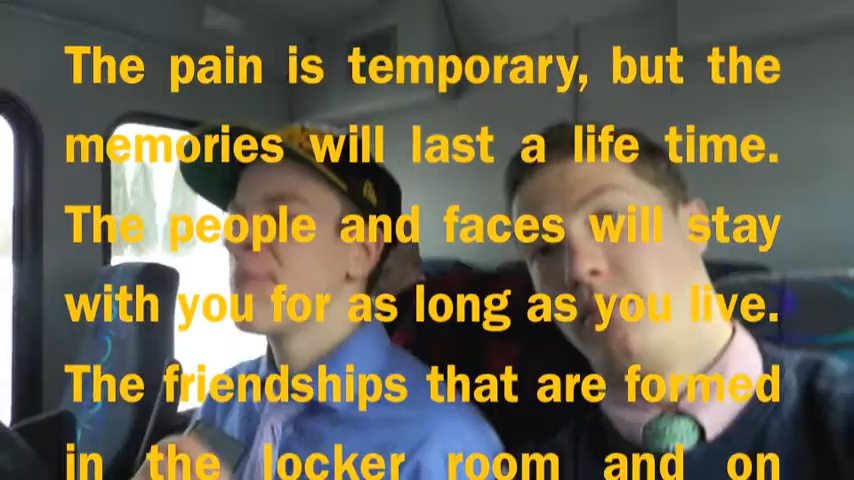 The pain is temporary, but the
memories will last a life time.
The people and faces will stay
with you for as long as you live.
The friendships that are formed
in the locker room and on